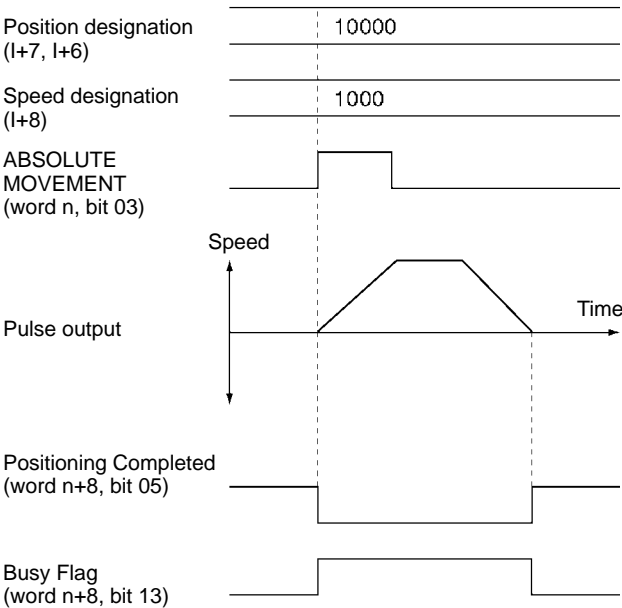 Position designation
(I+7, I+6)
10000
Speed designation
(I+8)
1000
ABSOLUTE
MOVEMENT
(word n, bit 03)
Speed
Time
Pulse output
Positioning Completed
(word n+8, bit 05)
Busy Flag
(word n+8, bit 13)